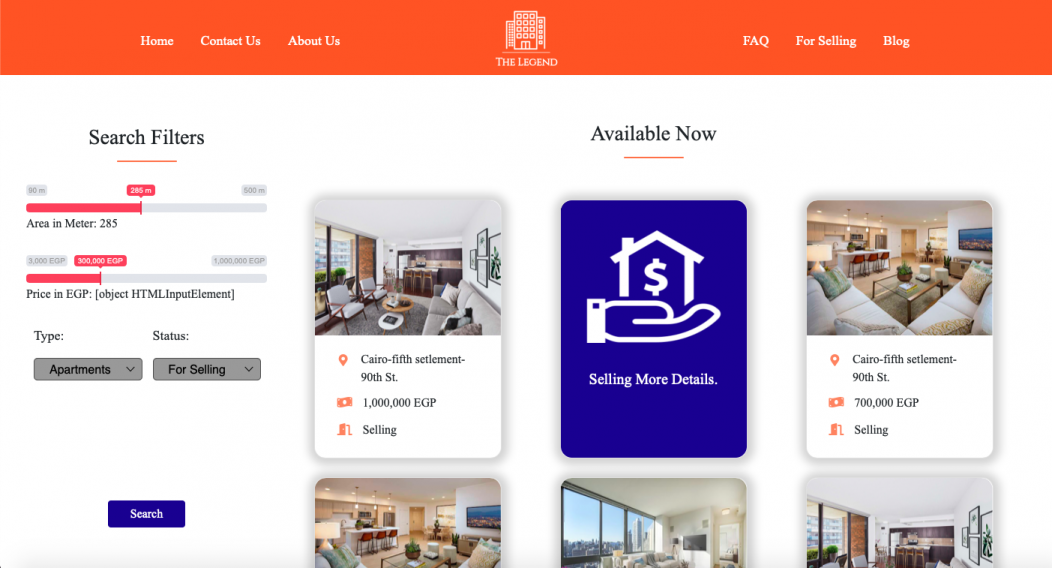 Home
Contact Us
About Us
THE LEGEND
FAQ
For Selling
Blog
Search Filters
90 m
285 m
500 m
Area in Meter: 285
3,000 EGP
300,000 EGP
1,000,000 EGP
Price in EGP: [object HTMLInputElement]
Type:
Status:
Apartments
For Selling
Search
Available Now
Cairo-fifth setlement-
90th St.
1,000,000 EGP
Selling
Selling More Details.
Cairo-fifth setlement-
90th St.
700,000 EGP
Selling